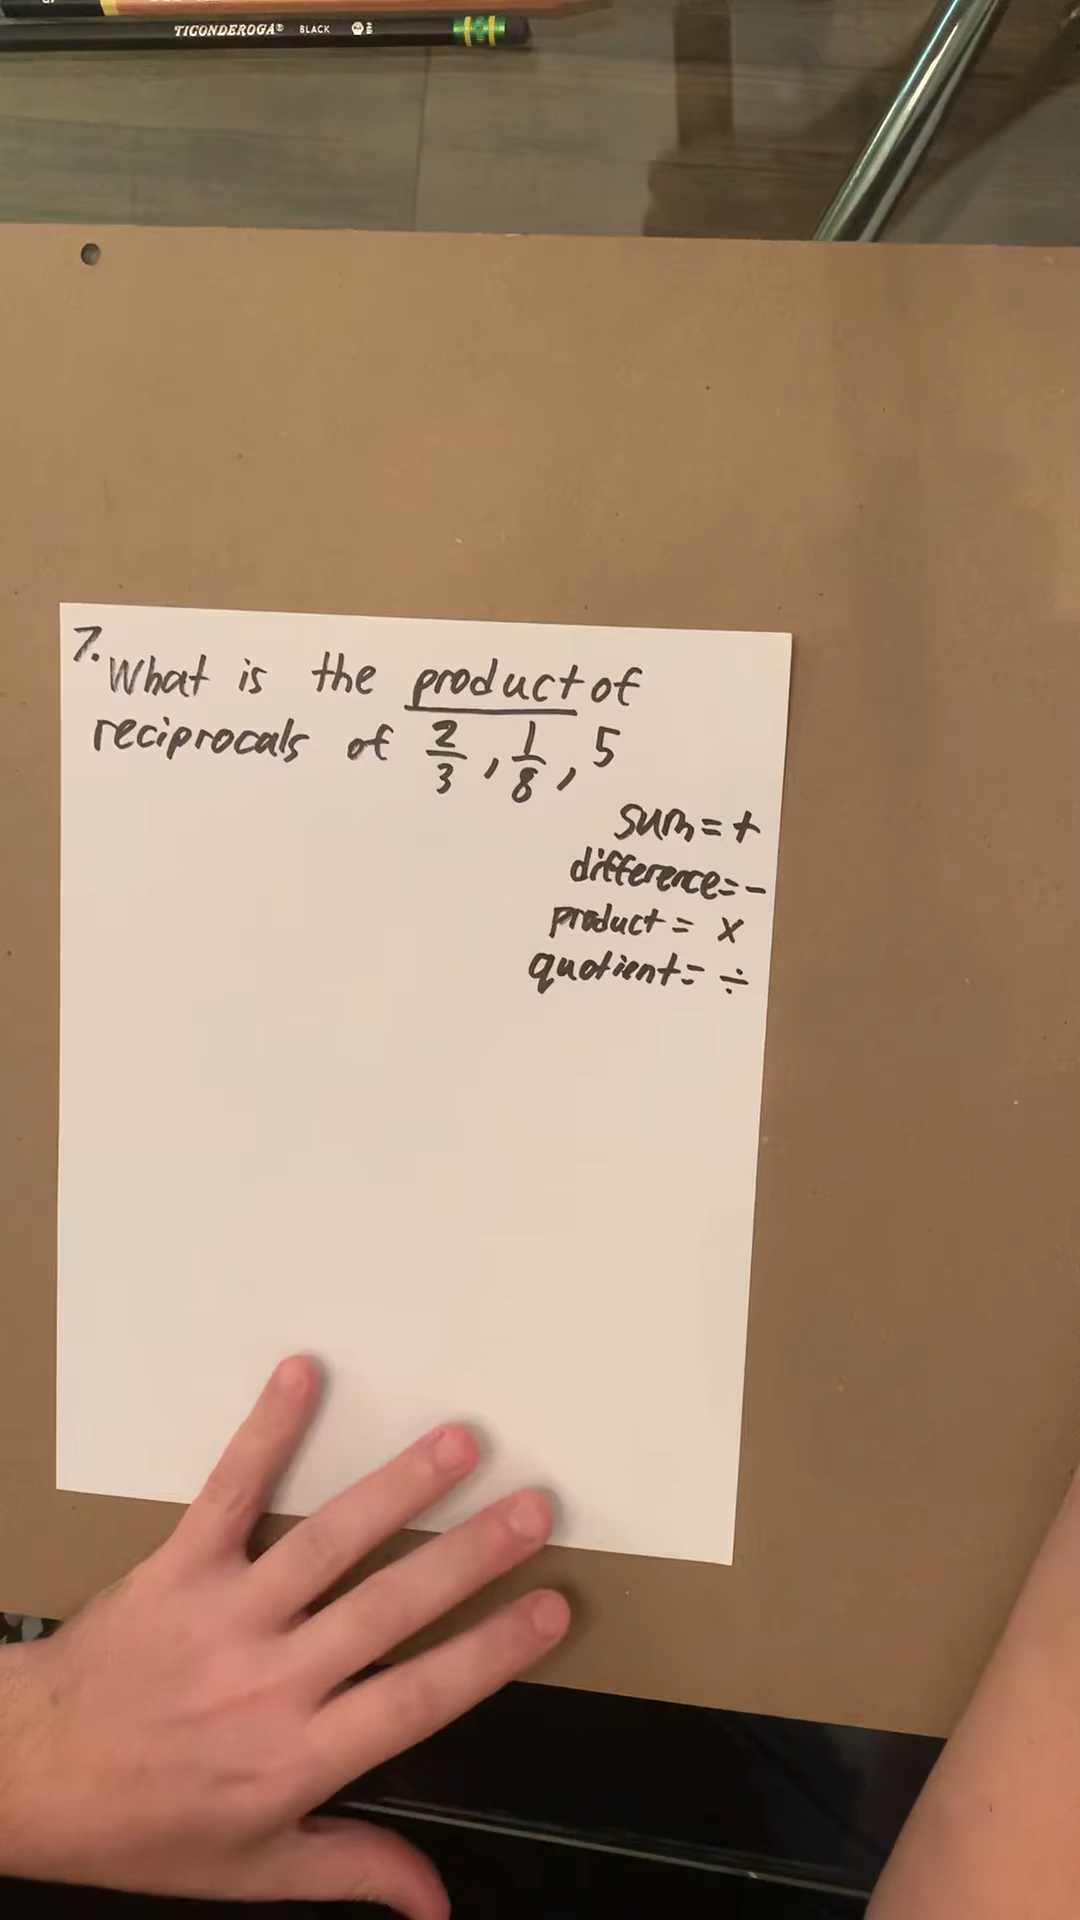 TICONDEROGA® BLACK
7. What is the product of
reciprocals of 2/3, 1/8, 5
sum = +
difference = -
product = x
quotient = ÷